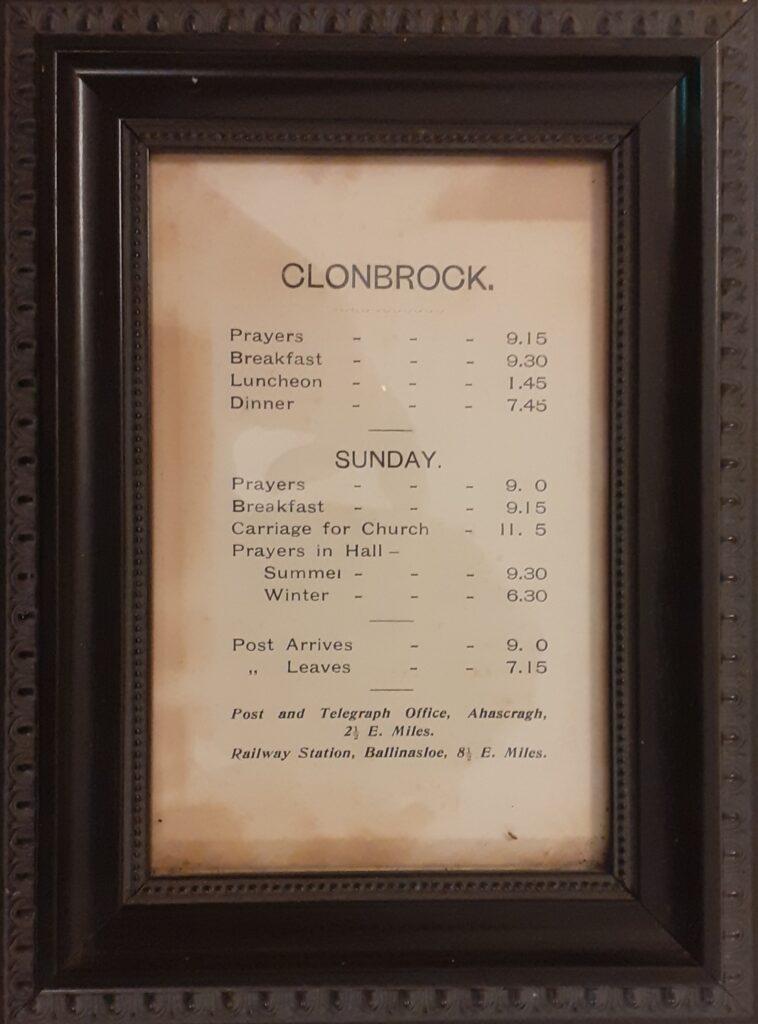 CLONBROCK.
Prayers - - - 9.15
Breakfast - - - 9.30
Luncheon - - - 1.45
Dinner - - - 7.45
SUNDAY.
Prayers - - - 9. 0
Breakfast - - - 9.15
Carriage for Church - 11. 5
Prayers in Hall –
Summer - - - 9.30
Winter - - - 6.30
Post Arrives - - 9. 0
„ Leaves - - 7.15
Post and Telegraph Office, Ahascragh,
2½ E. Miles.
Railway Station, Ballinasloe, 8½ E. Miles.